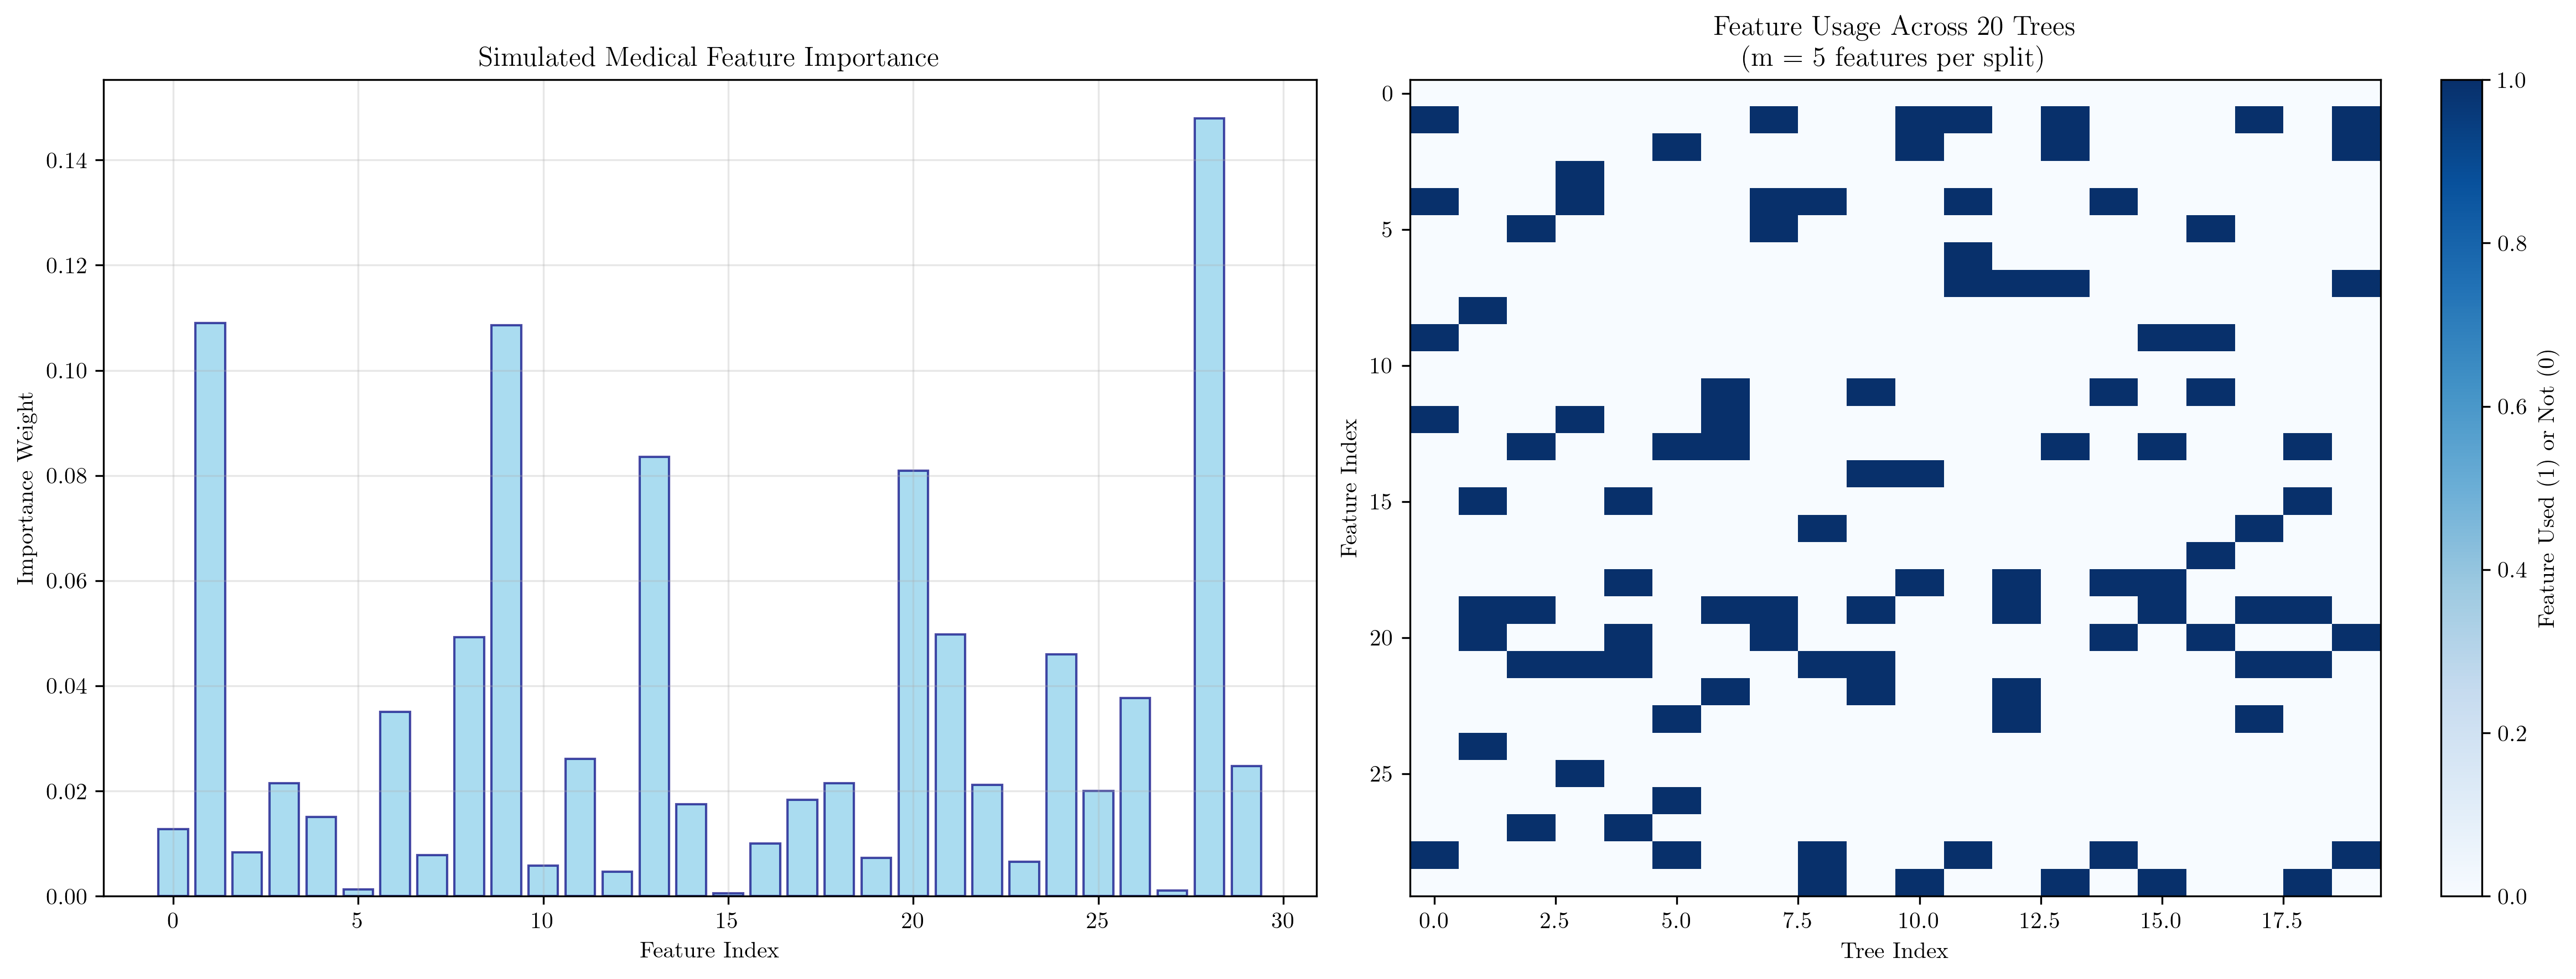 Simulated Medical Feature Importance
Importance Weight
0.14
0.12
0.10
0.08
0.06
0.04
0.02
0.00
0 5 10 15 20 25 30
Feature Index
Feature Usage Across 20 Trees
(m = 5 features per split)
Feature Index
0
5
10
15
20
25
0.0 2.5 5.0 7.5 10.0 12.5 15.0 17.5
Tree Index
1.0
0.8
0.6
0.4
0.2
0.0
Feature Used (1) or Not (0)